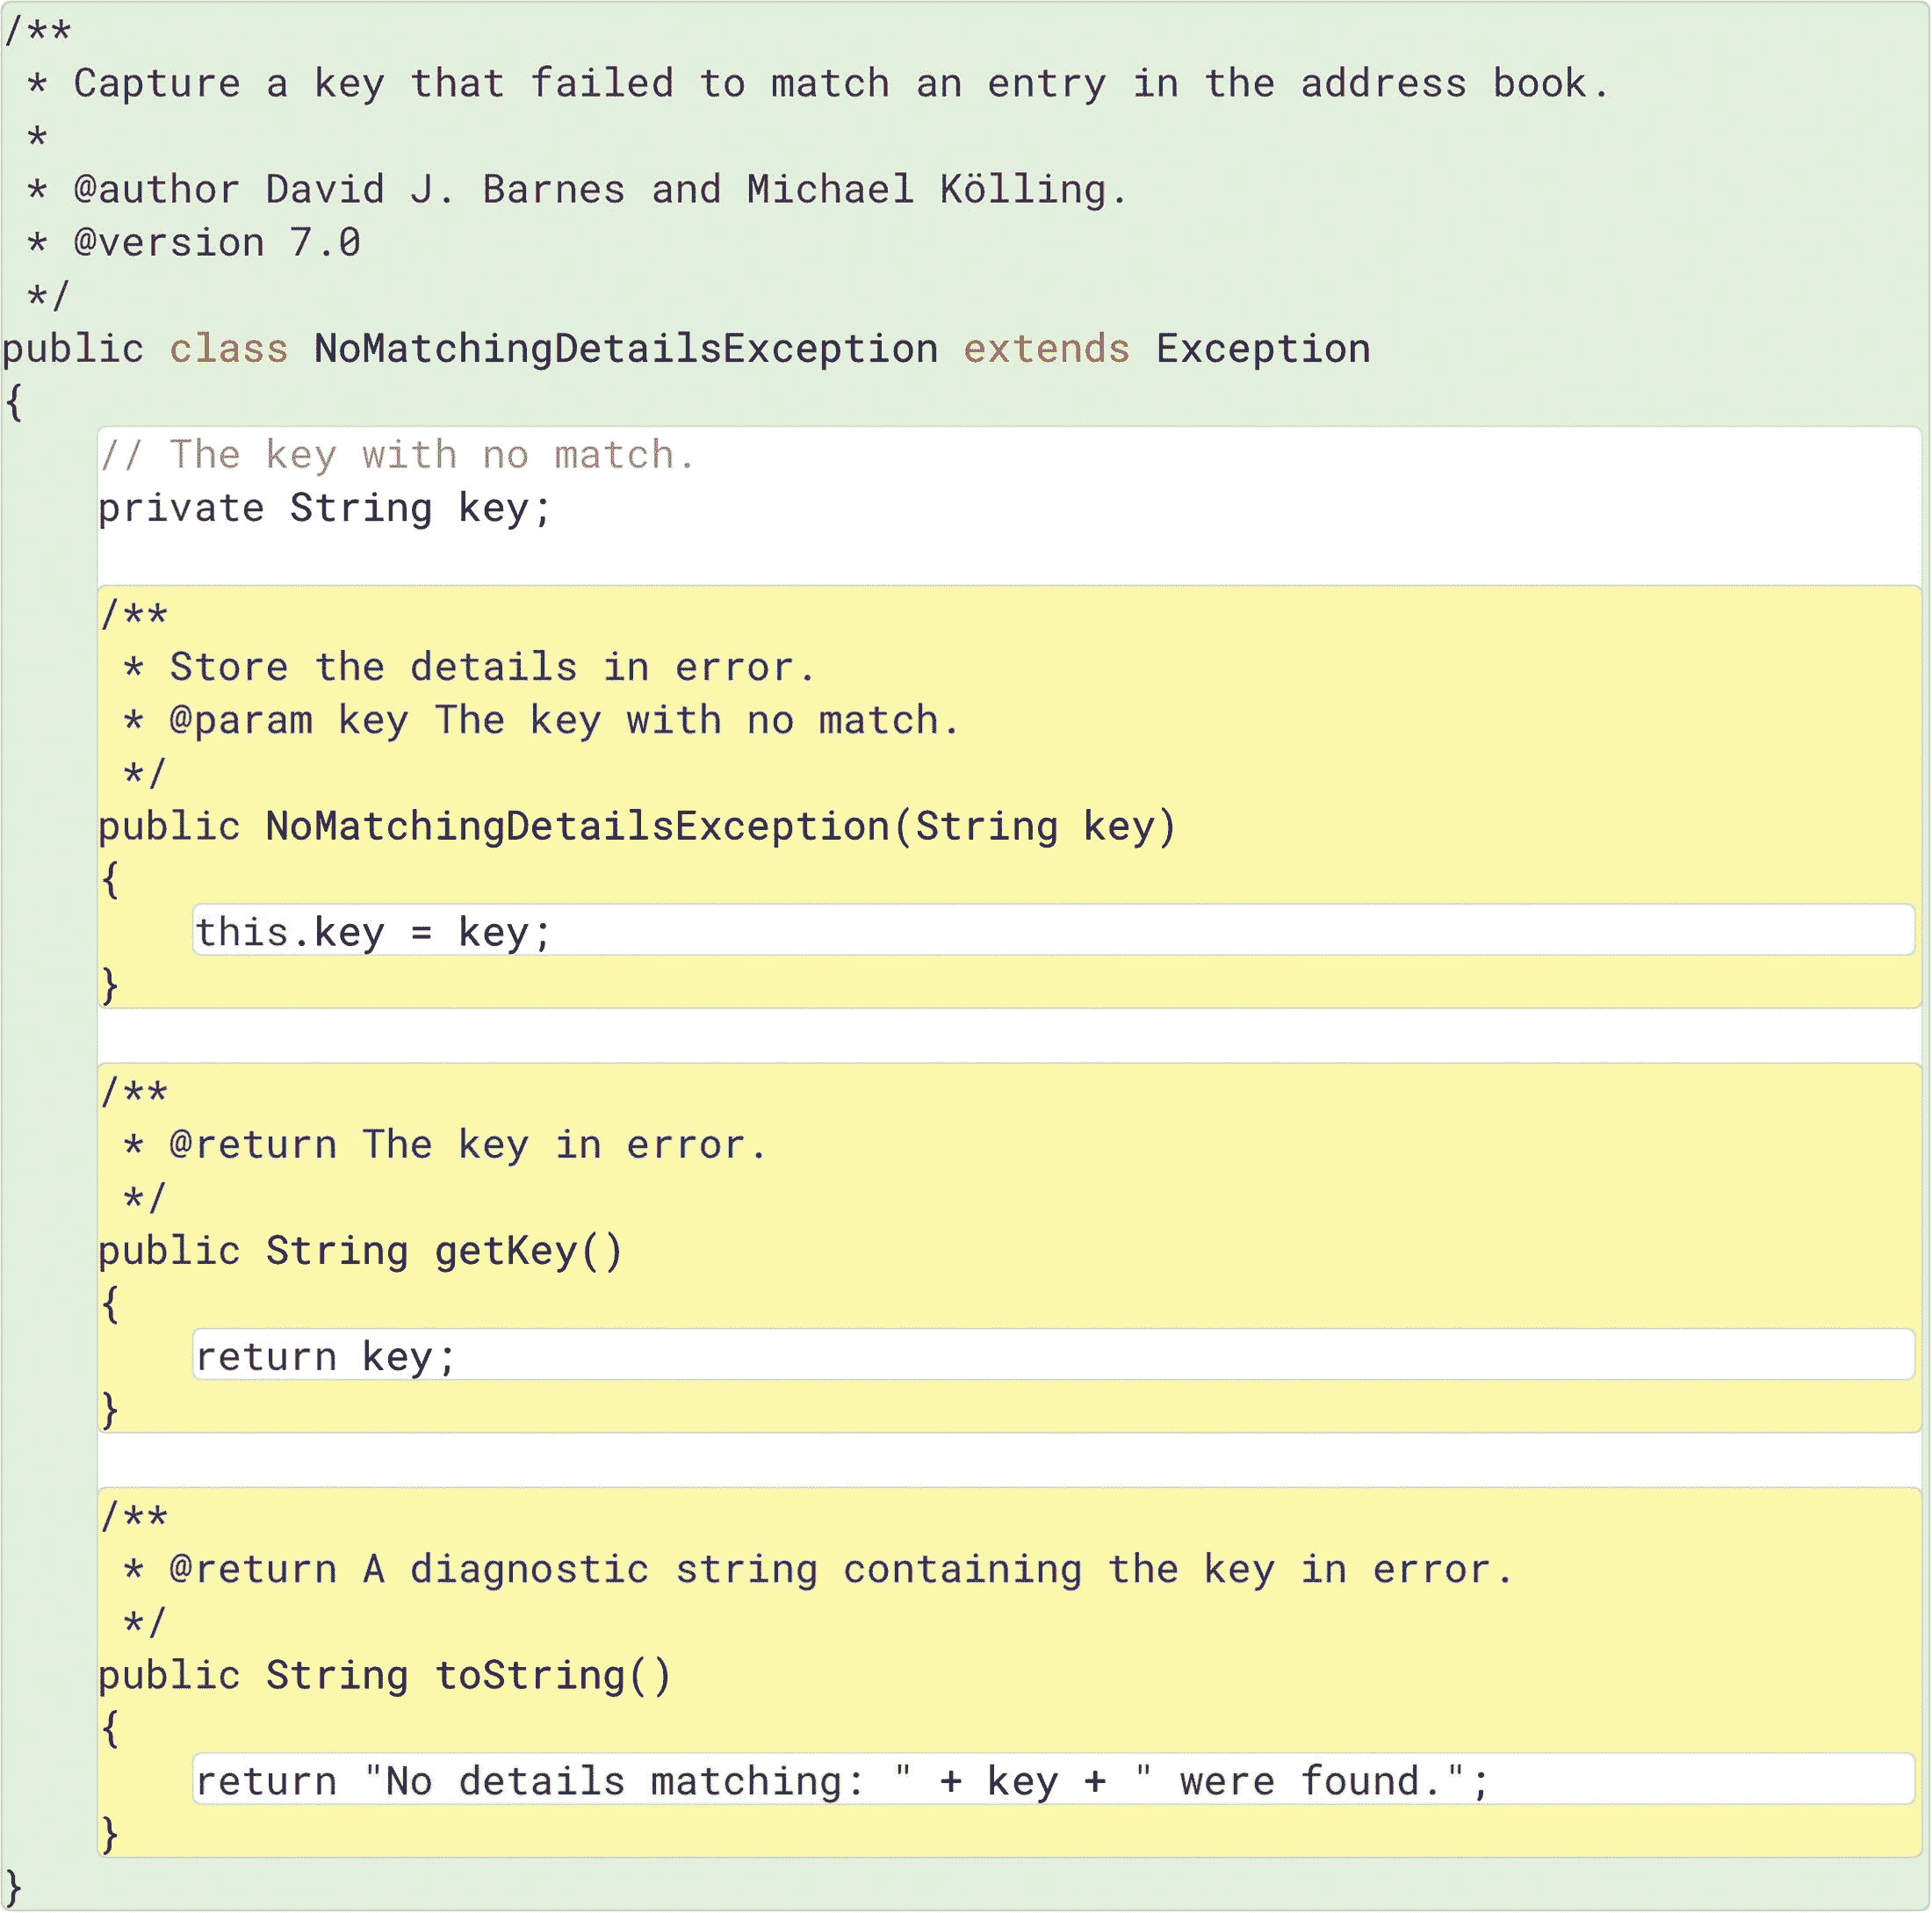 /**
 * Capture a key that failed to match an entry in the address book.
 *
 * @author David J. Barnes and Michael Kölling.
 * @version 7.0
 */
public class NoMatchingDetailsException extends Exception
{
    // The key with no match.
    private String key;

    /**
     * Store the details in error.
     * @param key The key with no match.
     */
    public NoMatchingDetailsException(String key)
    {
        this.key = key;
    }

    /**
     * @return The key in error.
     */
    public String getKey()
    {
        return key;
    }

    /**
     * @return A diagnostic string containing the key in error.
     */
    public String toString()
    {
        return "No details matching: " + key + " were found.";
    }
}